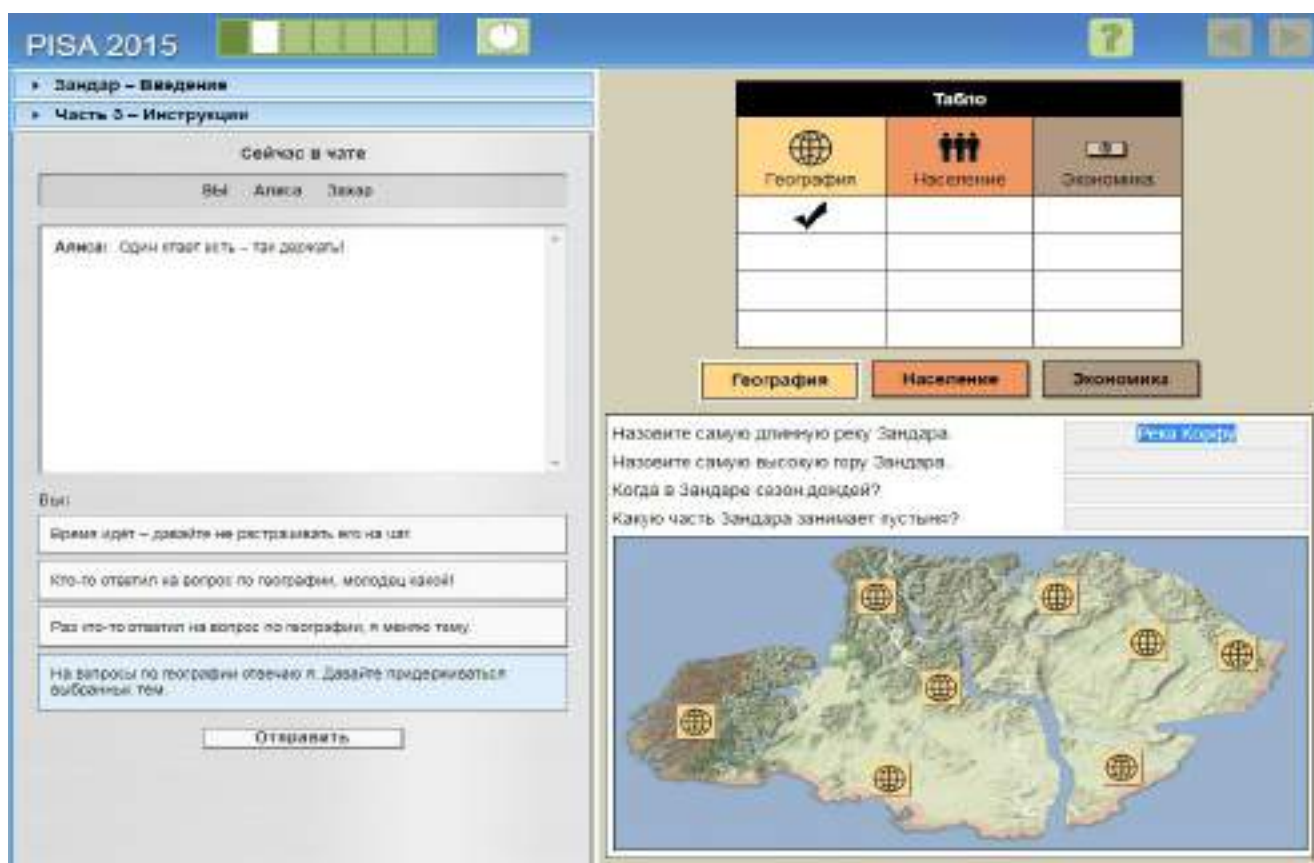 PISA 2015
?
Зандар – Введение
Часть 3 – Инструкции
Сейчас в чате
ВЫ Алиса Захар
Алиса: Один ответ есть – так держать!
Вы:
Время идёт – давайте не растрачивать его на чат.
Кто-то ответил на вопрос по географии, молодец какой!
Раз кто-то ответил на вопрос по географии, я меняю тему.
На вопросы по географии отвечаю я. Давайте придерживаться
выбранных тем.
Отправить
Табло
География Население Экономика
География Население Экономика
Назовите самую длинную реку Зандара. Река Корфу
Назовите самую высокую гору Зандара.
Когда в Зандаре сезон дождей?
Какую часть Зандара занимает пустыня?